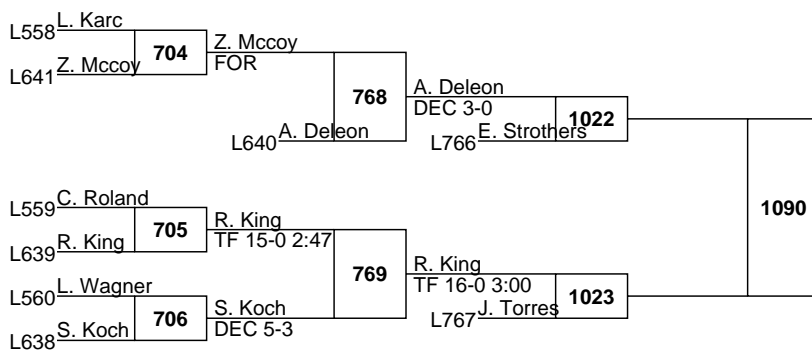 L558 L. Karc
704
L641 Z. Mccoy
Z. Mccoy
FOR
768
L640 A. Deleon
A. Deleon
DEC 3-0
1022
L766 E. Strothers
1090
L559 C. Roland
705
L639 R. King
R. King
TF 15-0 2:47
769
L560 L. Wagner
706
L638 S. Koch
S. Koch
DEC 5-3
R. King
TF 16-0 3:00
1023
L767 J. Torres